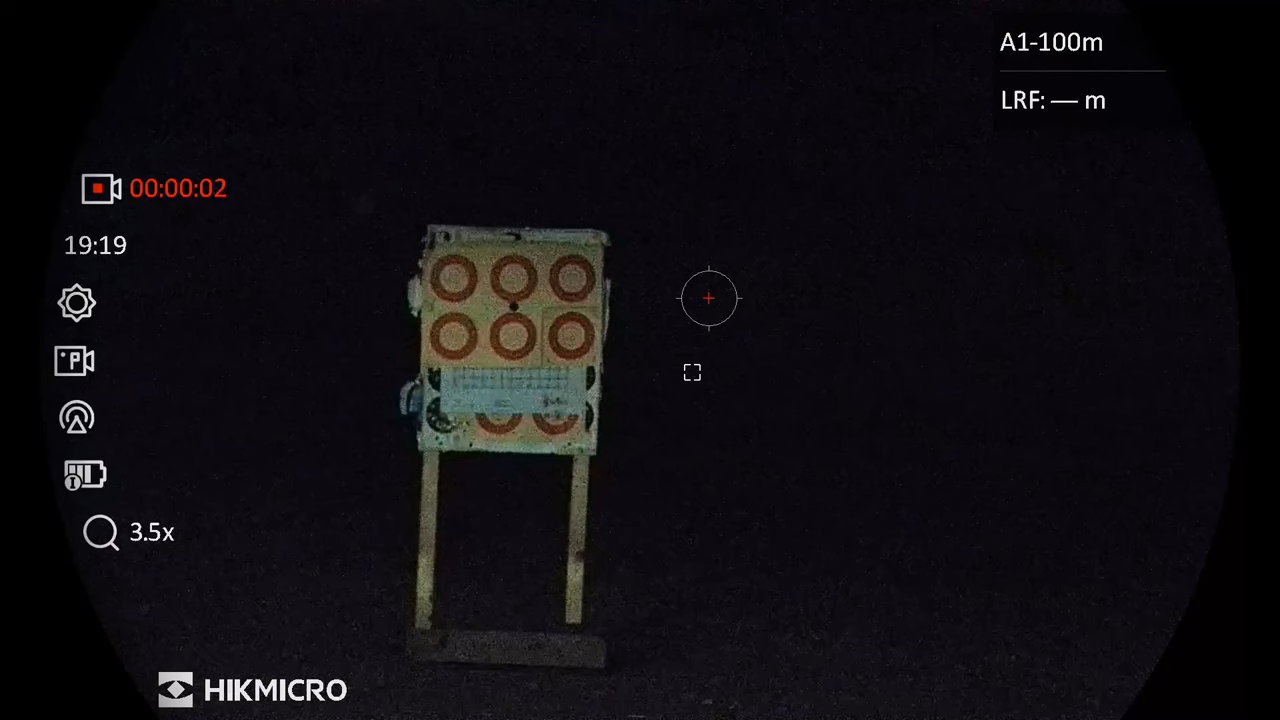 A1-100m
LRF: — m
00:00:02
19:19
P
3.5x
HIKMICRO